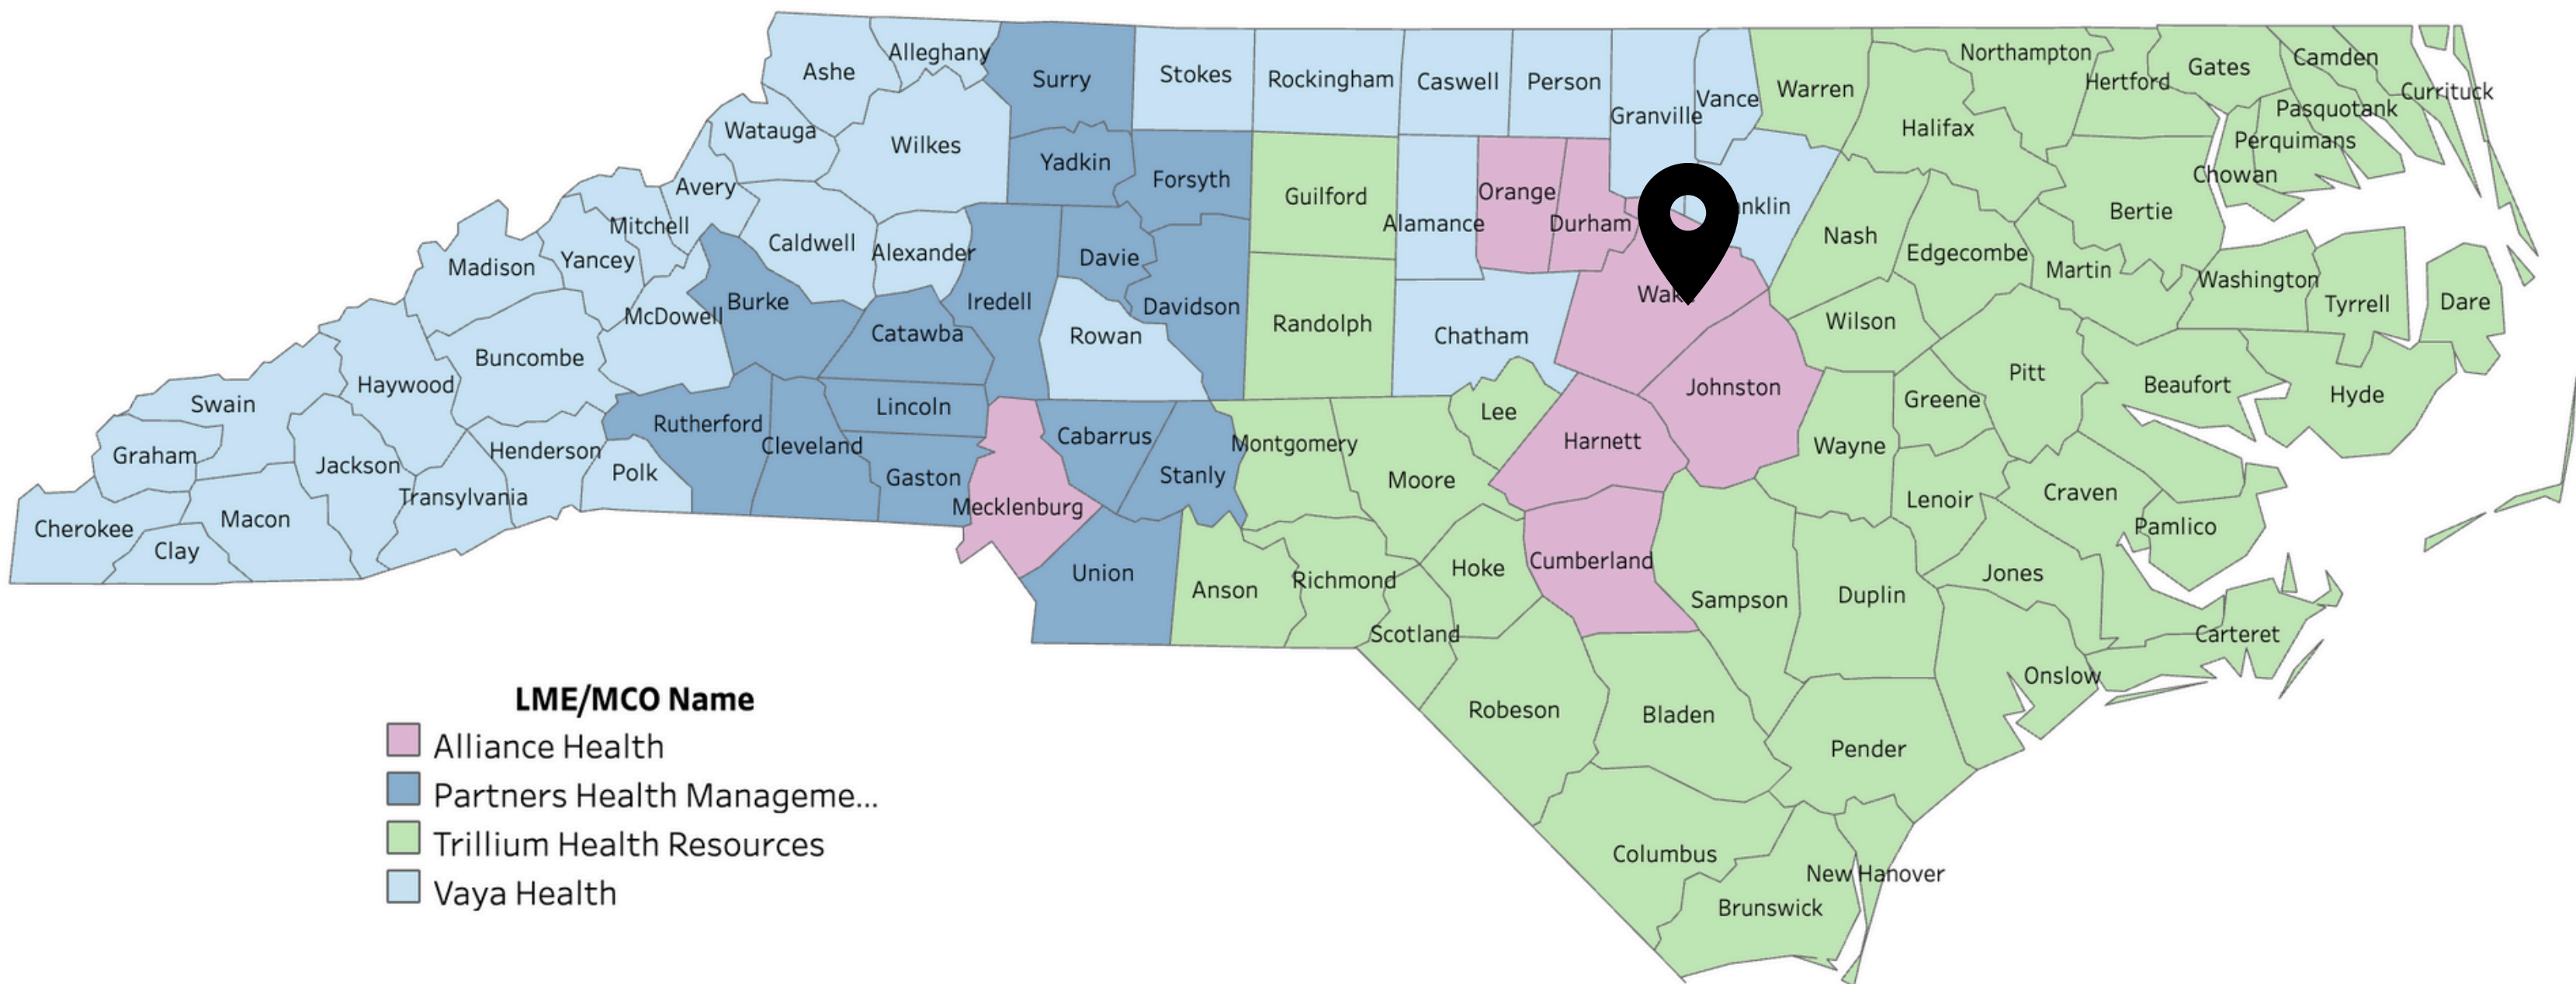 Alleghany
Ashe
Surry
Stokes
Rockingham
Caswell
Person
Granville
Vance
Warren
Northampton
Hertford
Gates
Camden
Currituck
Pasquotank
Perquimans
Chowan
Halifax
Watauga
Wilkes
Yadkin
Forsyth
Guilford
Alamance
Orange
Durham
nklin
Nash
Edgecombe
Bertie
Martin
Washington
Tyrrell
Dare
Avery
Mitchell
Yancey
Madison
Caldwell
Alexander
Davie
Iredell
Davidson
Burke
McDowell
Catawba
Rowan
Randolph
Chatham
Wak
Wilson
Johnston
Pitt
Beaufort
Hyde
Buncombe
Haywood
Swain
Graham
Jackson
Henderson
Rutherford
Cleveland
Lincoln
Gaston
Cabarrus
Stanly
Montgomery
Moore
Lee
Harnett
Wayne
Greene
Lenoir
Craven
Pamlico
Polk
Transylvania
Macon
Cherokee
Clay
Mecklenburg
Union
Anson
Richmond
Scotland
Hoke
Cumberland
Sampson
Duplin
Jones
Carteret
Onslow
Robeson
Bladen
Pender
Columbus
New Hanover
Brunswick
LME/MCO Name
Alliance Health
Partners Health Manageme...
Trillium Health Resources
Vaya Health